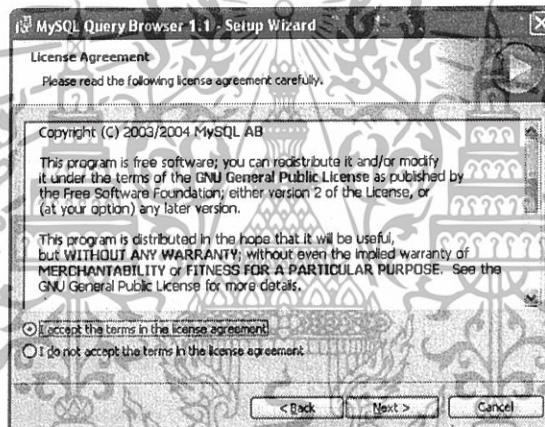 MySQL Query Browser 1.1 - Setup Wizard
License Agreement
Please read the following license agreement carefully.
Copyright (C) 2003/2004 MySQL AB
This program is free software; you can redistribute it and/or modify
it under the terms of the GNU General Public License as published by
the Free Software Foundation; either version 2 of the License, or
(at your option) any later version.
This program is distributed in the hope that it will be useful,
but WITHOUT ANY WARRANTY; without even the implied warranty of
MERCHANTABILITY or FITNESS FOR A PARTICULAR PURPOSE. See the
GNU General Public License for more details.
I accept the terms in the license agreement
I do not accept the terms in the license agreement
< Back Next > Cancel